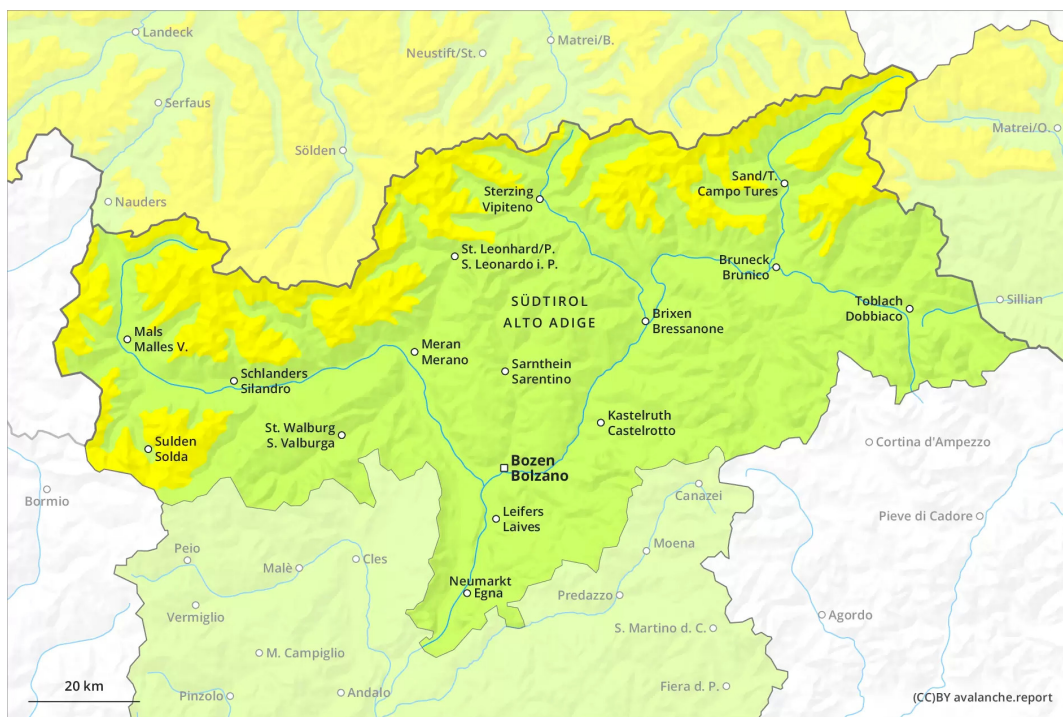 Landeck
Matrei/B.
Neustift/St.
Serfaus
Matrei/O.
Sölden
Sand/T.
Campo Tures
Sterzing
Vipiteno
Nauders
St. Leonhard/P.
S. Leonardo i. P.
Bruneck
Brunico
SÜDTIROL
ALTO ADIGE
Toblach
Dobbiaco
Sillian
Brixen
Bressanone
Mals
Malles V.
Meran
Merano
Sarnthein
Sarentino
Schlanders
Silandro
Kastelruth
Castelrotto
St. Walburg
S. Valburga
Sulden
Solda
Cortina d'Ampezzo
Bozen
Bolzano
Bormio
Canazei
Leifers
Laives
Pieve di Cadore
Moena
Peio
Cles
Malè
Neumarkt
Egna
Predazzo
Vermiglio
Agordo
S. Martino d. C.
M. Campiglio
20 km
Pinzolo
Andalo
Fiera d. P.
(CC)BY avalanche.report